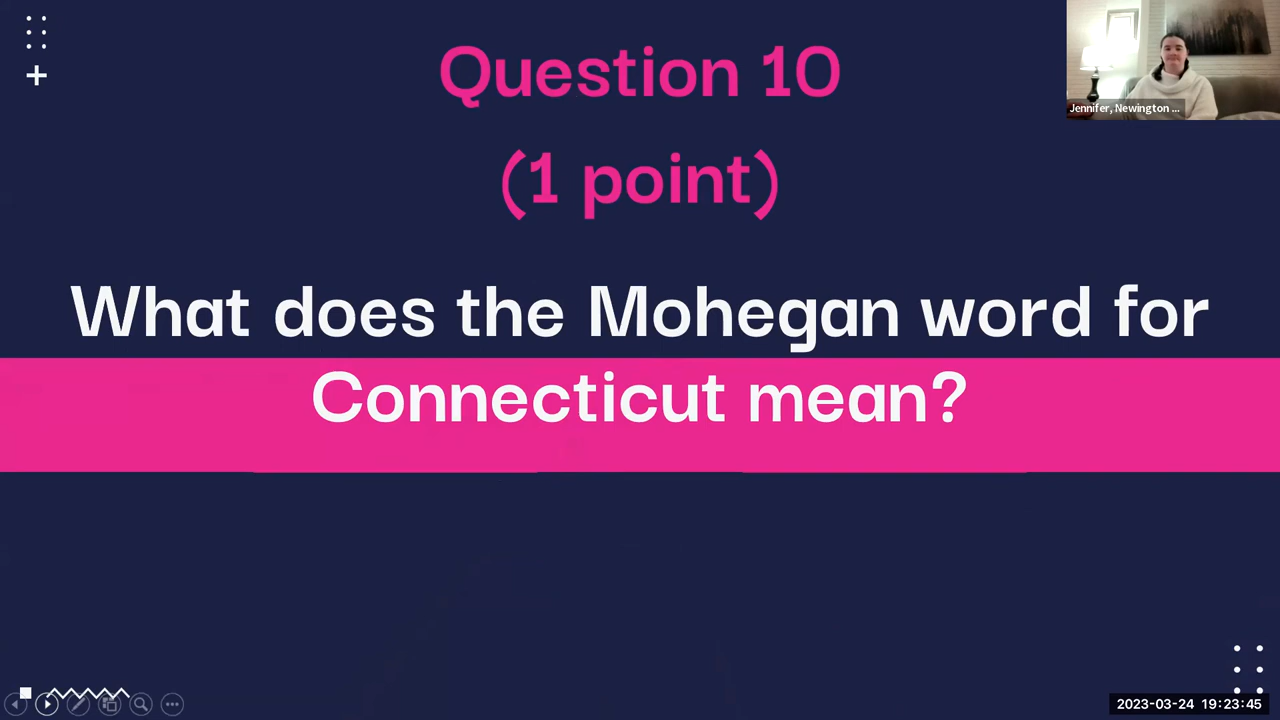 Question 10
(1 point)
What does the Mohegan word for
Connecticut mean?
Jennifer, Newington ...
2023-03-24 19:23:45